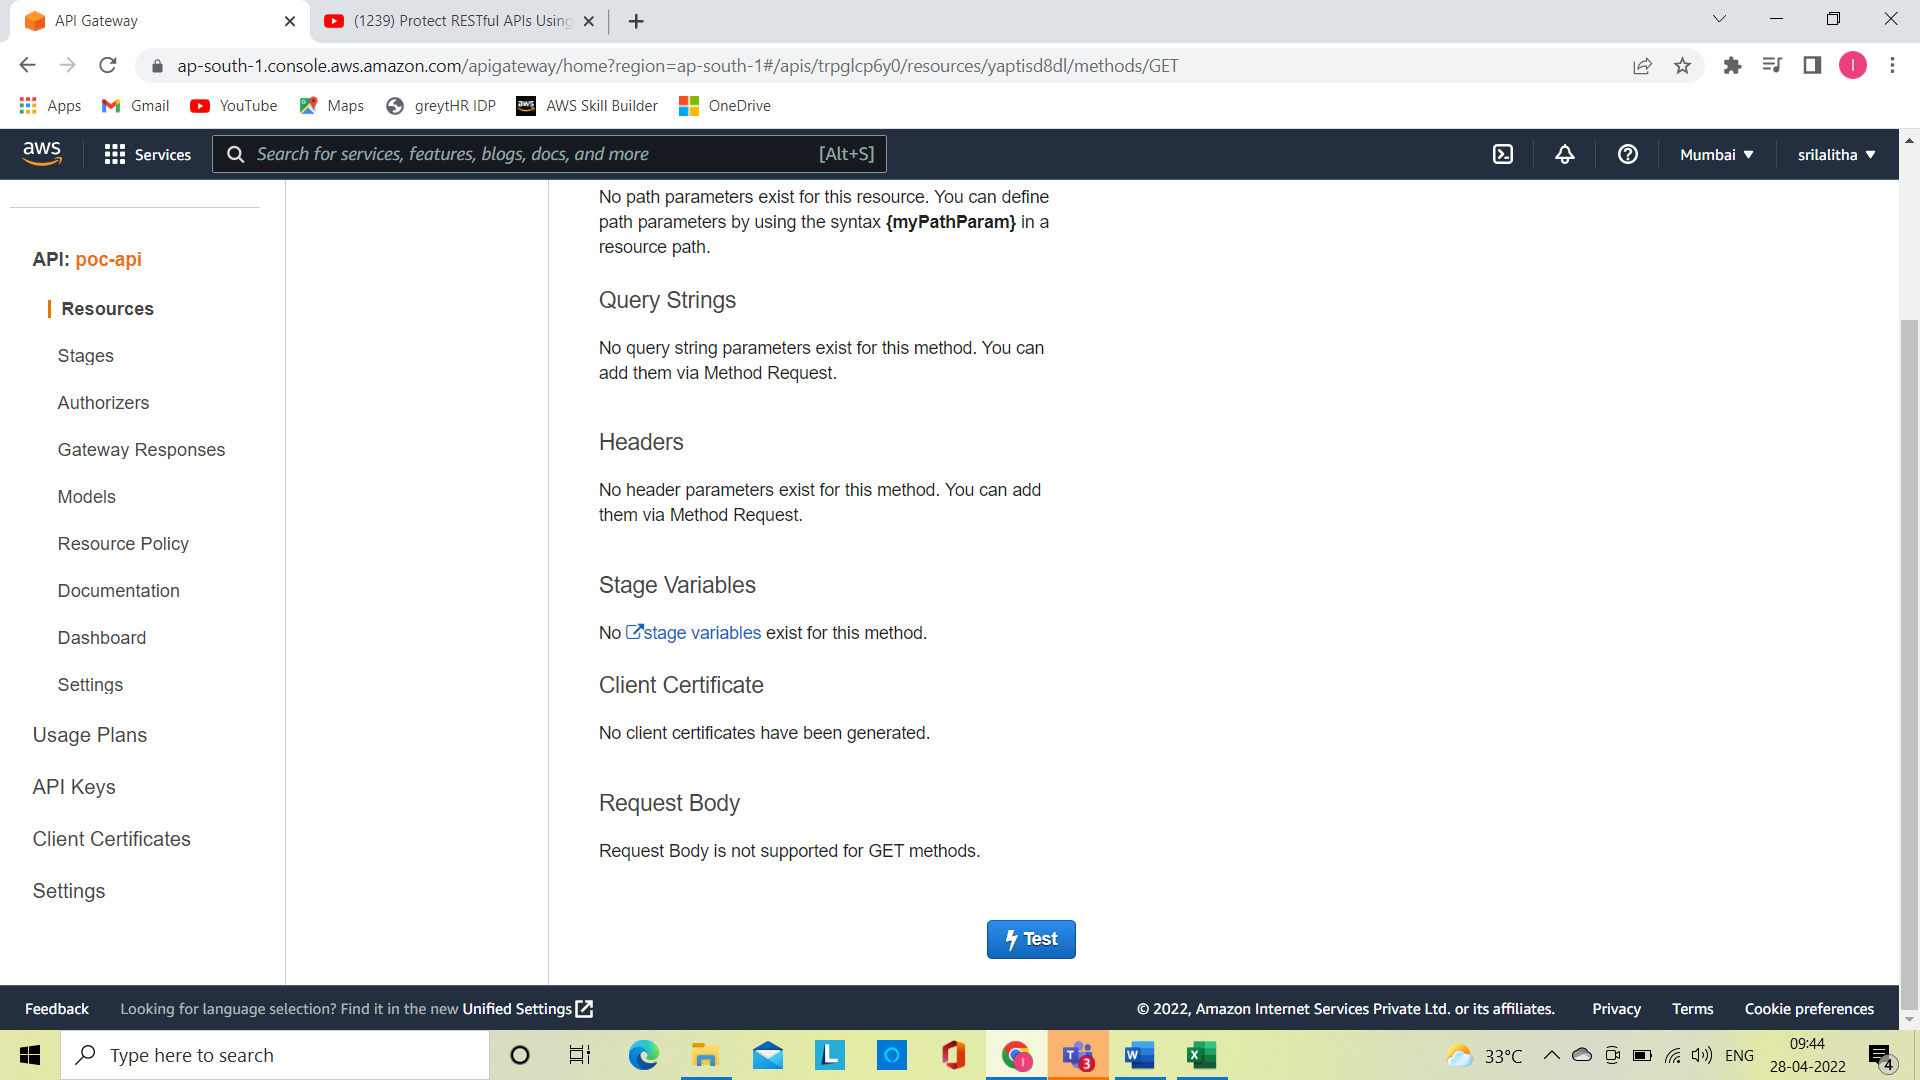 API Gateway
(1239) Protect RESTful APIs Using
ap-south-1.console.aws.amazon.com/apigateway/home?region=ap-south-1#/apis/trpglcp6y0/resources/yaptisd8dl/methods/GET
I
Apps
Gmail
YouTube
Maps
greytHR IDP
aws
AWS Skill Builder
OneDrive
aws
Services
Search for services, features, blogs, docs, and more
[Alt+S]
Mumbai
srilalitha
API: poc-api
Resources
Stages
Authorizers
Gateway Responses
Models
Resource Policy
Documentation
Dashboard
Settings
Usage Plans
API Keys
Client Certificates
Settings
No path parameters exist for this resource. You can define
path parameters by using the syntax {myPathParam} in a
resource path.
Query Strings
No query string parameters exist for this method. You can
add them via Method Request.
Headers
No header parameters exist for this method. You can add
them via Method Request.
Stage Variables
No stage variables exist for this method.
Client Certificate
No client certificates have been generated.
Request Body
Request Body is not supported for GET methods.
Test
Feedback
Looking for language selection? Find it in the new Unified Settings
© 2022, Amazon Internet Services Private Ltd. or its affiliates.
Privacy
Terms
Cookie preferences
Type here to search
L
I
T
3
W
X
33°C
ENG
09:44
28-04-2022
4